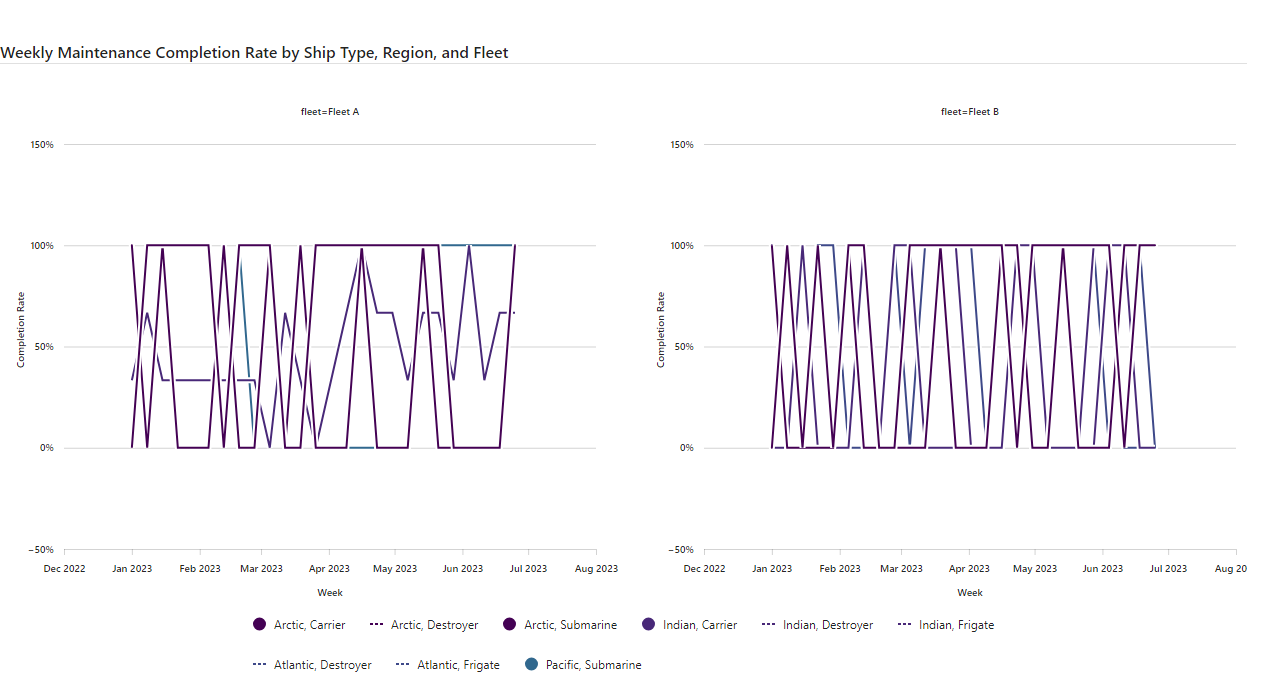 Weekly Maintenance Completion Rate by Ship Type, Region, and Fleet
fleet=Fleet A
150%
100%
50%
0%
−50%
Completion Rate
Dec 2022 Jan 2023 Feb 2023 Mar 2023 Apr 2023 May 2023 Jun 2023 Jul 2023 Aug 2023
Week
fleet=Fleet B
150%
100%
50%
0%
−50%
Completion Rate
Dec 2022 Jan 2023 Feb 2023 Mar 2023 Apr 2023 May 2023 Jun 2023 Jul 2023 Aug 20
Week
Arctic, Carrier Arctic, Destroyer Arctic, Submarine Indian, Carrier Indian, Destroyer Indian, Frigate
Atlantic, Destroyer Atlantic, Frigate Pacific, Submarine